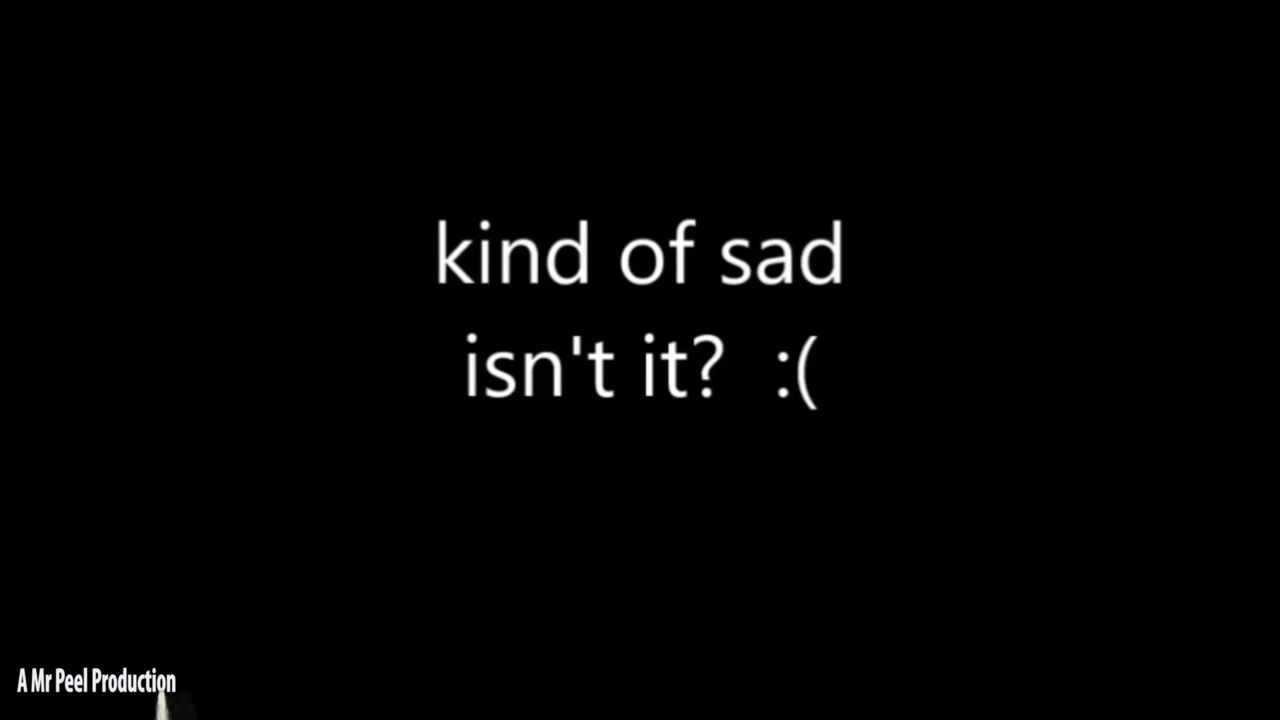 kind of sad
isn't it?  :(
A Mr Peel Production